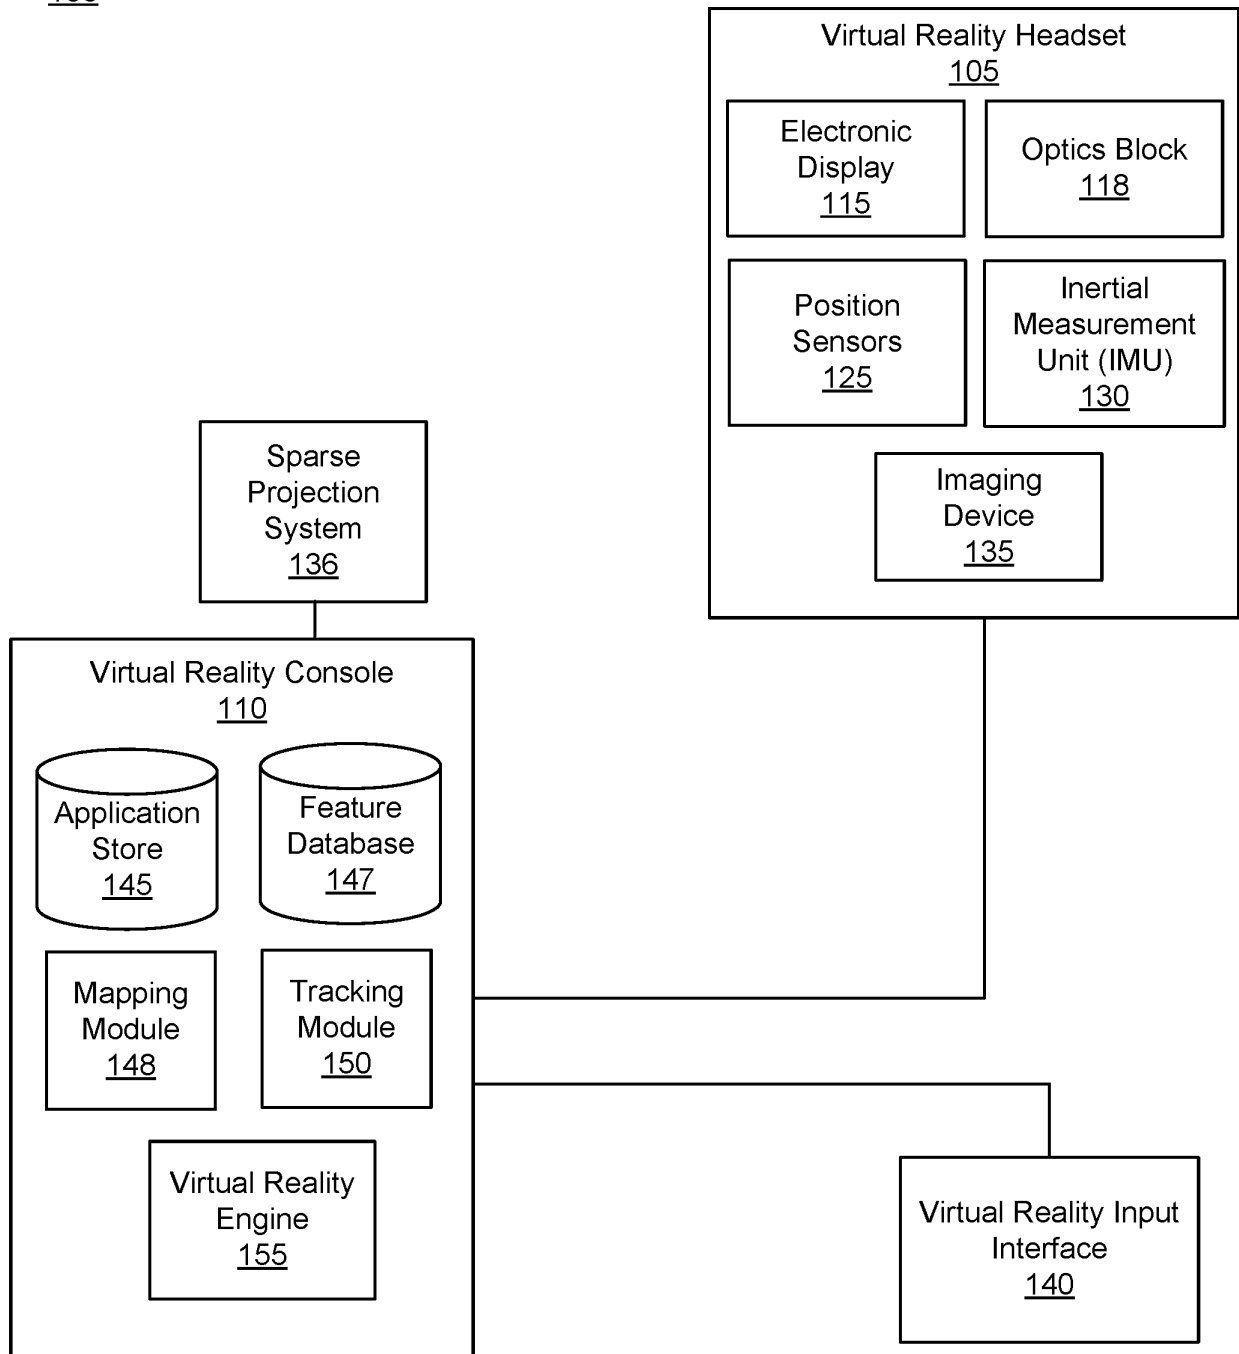 Virtual Reality Headset
105
Electronic
Display
115
Optics Block
118
Position
Sensors
125
Inertial
Measurement
Unit (IMU)
130
Imaging
Device
135
Sparse
Projection
System
136
Virtual Reality Console
110
Application
Store
145
Feature
Database
147
Mapping
Module
148
Tracking
Module
150
Virtual Reality
Engine
155
Virtual Reality Input
Interface
140